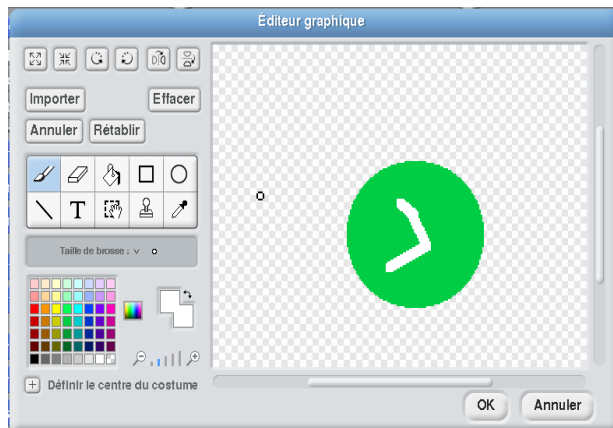 Éditeur graphique
Importer
Effacer
Annuler
Rétablir
T
Taille de brosse :
Définir le centre du costume
OK
Annuler